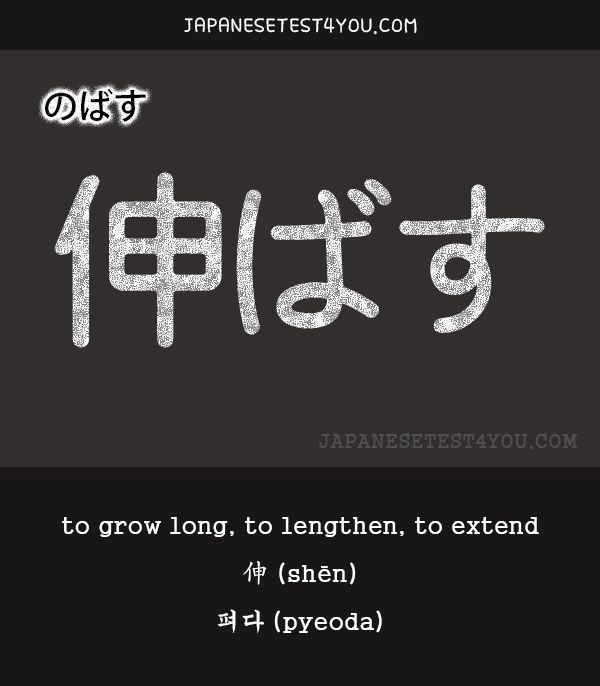 JAPANESETEST4YOU.COM
のばす
伸ばす
JAPANESETEST4YOU.COM
to grow long, to lengthen, to extend
伸 (shēn)
펴다 (pyeoda)